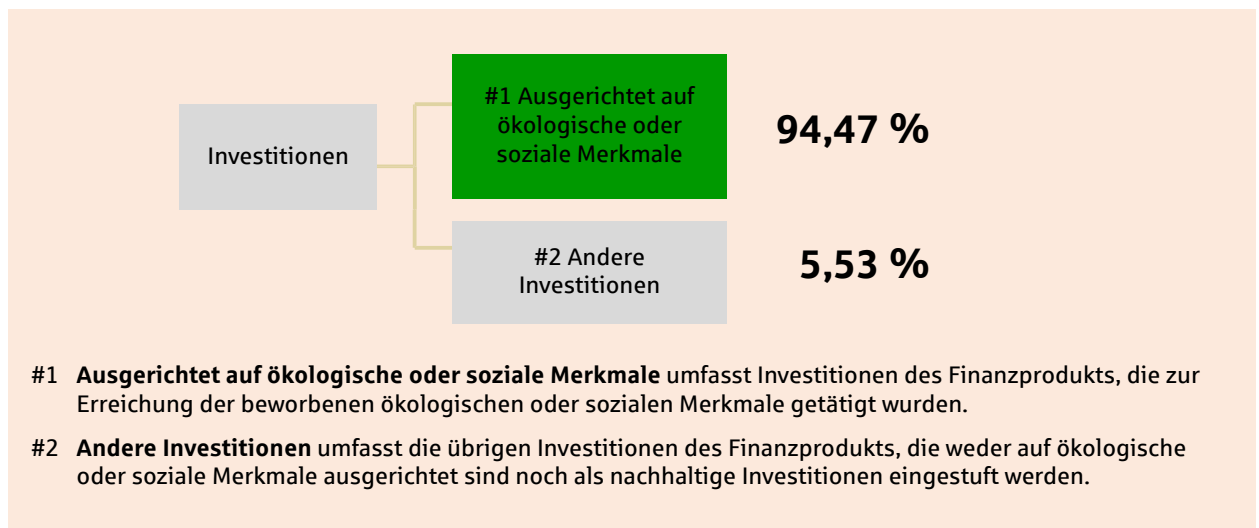 #1 Ausgerichtet auf
ökologische oder
soziale Merkmale
94,47 %
Investitionen
#2 Andere
Investitionen
5,53 %
#1 Ausgerichtet auf ökologische oder soziale Merkmale umfasst Investitionen des Finanzprodukts, die zur
Erreichung der beworbenen ökologischen oder sozialen Merkmale getätigt wurden.
#2 Andere Investitionen umfasst die übrigen Investitionen des Finanzprodukts, die weder auf ökologische
oder soziale Merkmale ausgerichtet sind noch als nachhaltige Investitionen eingestuft werden.